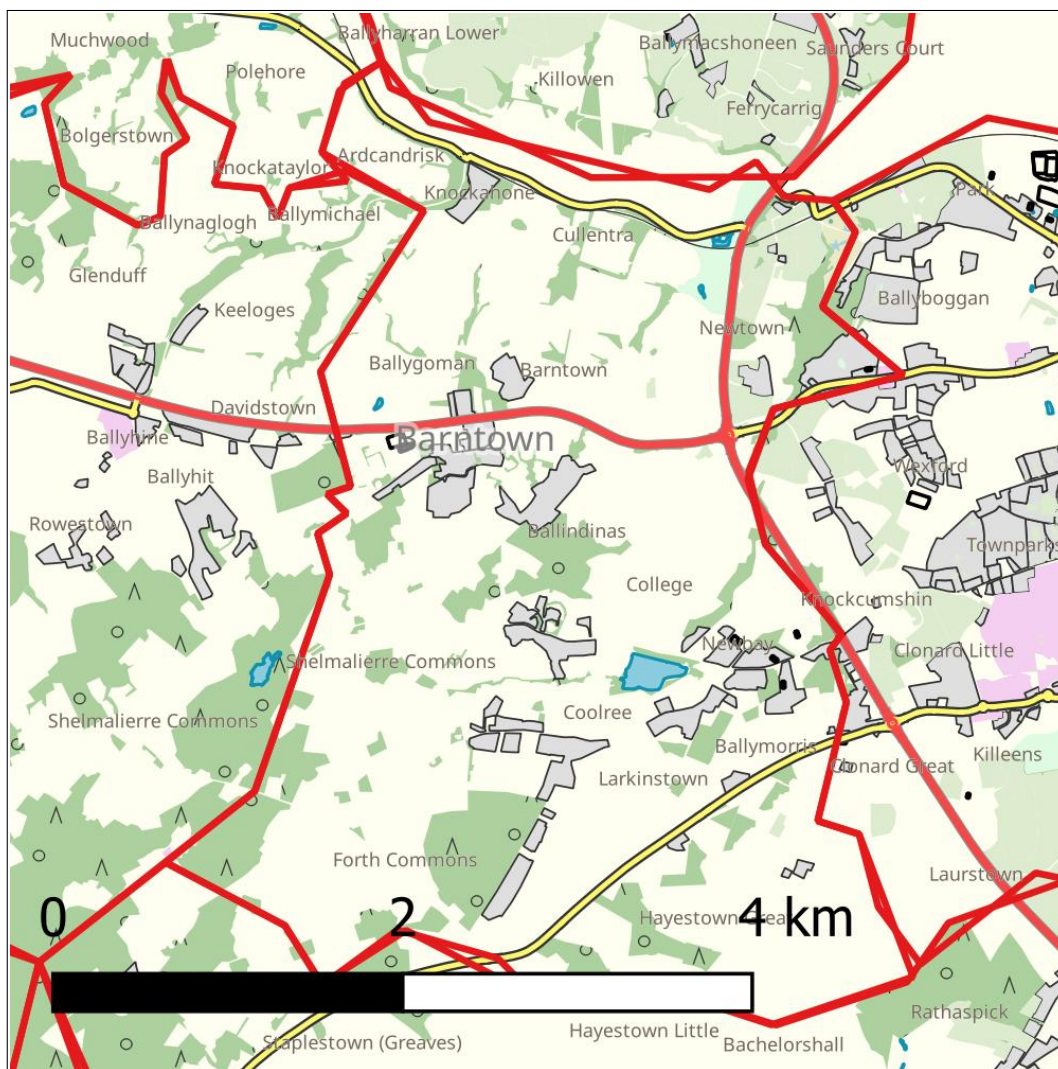 Muchwood
Ballyharran Lower
Ballymacshoneen
Saunders Court
Polehore
Killowen
Ferrycarrig
Bolgerstown
Knockataylor
Ardcandrisk
Knockahone
Park
Ballynaglogh
Ballymichael
Cullentra
Glenduff
Ballyboggan
Keeloges
Newtown
Ballygoman
Barntown
Davidstown
Ballyhine
Barntown
Ballyhit
Wexford
Rowestown
Ballindinas
Townparks
College
Knockcumshin
Newbay
Clonard Little
Shelmalierre Commons
Shelmalierre Commons
Coolree
Ballymorris
Killeens
Larkinstown
Clonard Great
Forth Commons
Laurstown
0 2 4 km
Hayestown Great
Rathaspick
Hayestown Little
Staplestown (Greaves)
Bachelorshall